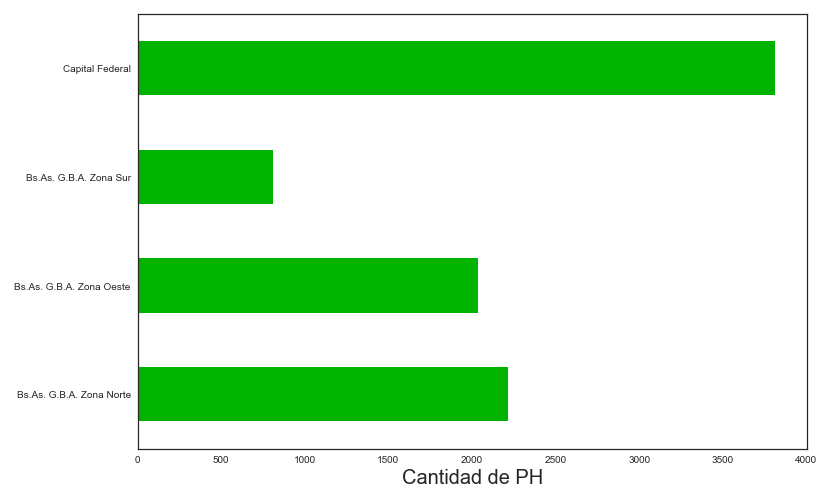 Capital Federal
Bs.As. G.B.A. Zona Sur
Bs.As. G.B.A. Zona Oeste
Bs.As. G.B.A. Zona Norte
0 500 1000 1500 2000 2500 3000 3500 4000
Cantidad de PH